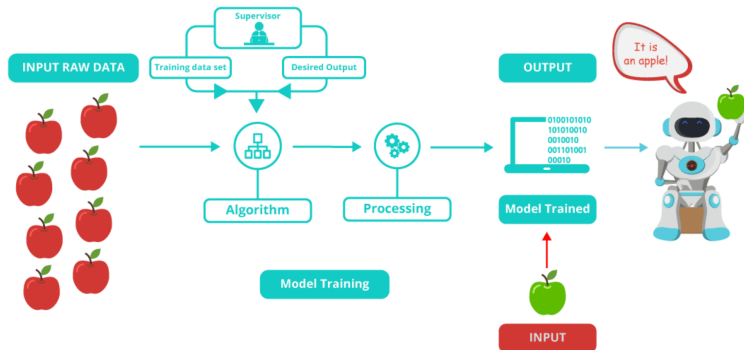 Supervisor
INPUT RAW DATA
Training data set
Desired Output
OUTPUT
It is
an apple!
0100101010
101010010
0010010
001101001
00010
Algorithm
Processing
Model Trained
Model Training
INPUT